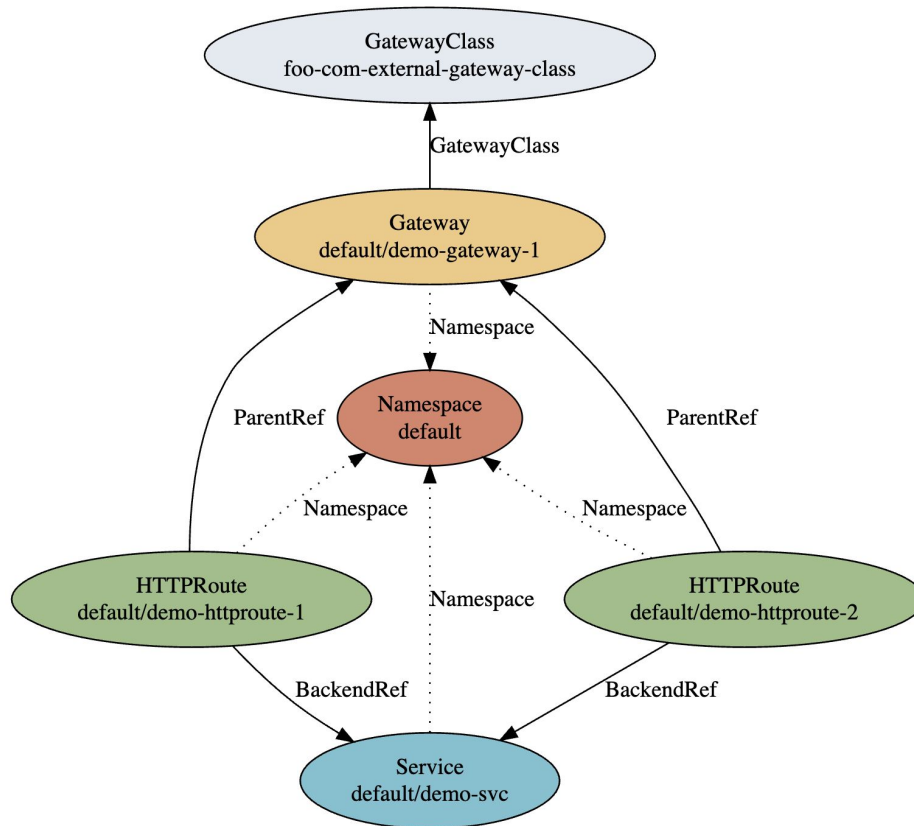 GatewayClass
foo-com-external-gateway-class
GatewayClass
Gateway
default/demo-gateway-1
Namespace
Namespace
default
ParentRef
ParentRef
Namespace
Namespace
HTTPRoute
default/demo-httproute-1
Namespace
HTTPRoute
default/demo-httproute-2
BackendRef
BackendRef
Service
default/demo-svc